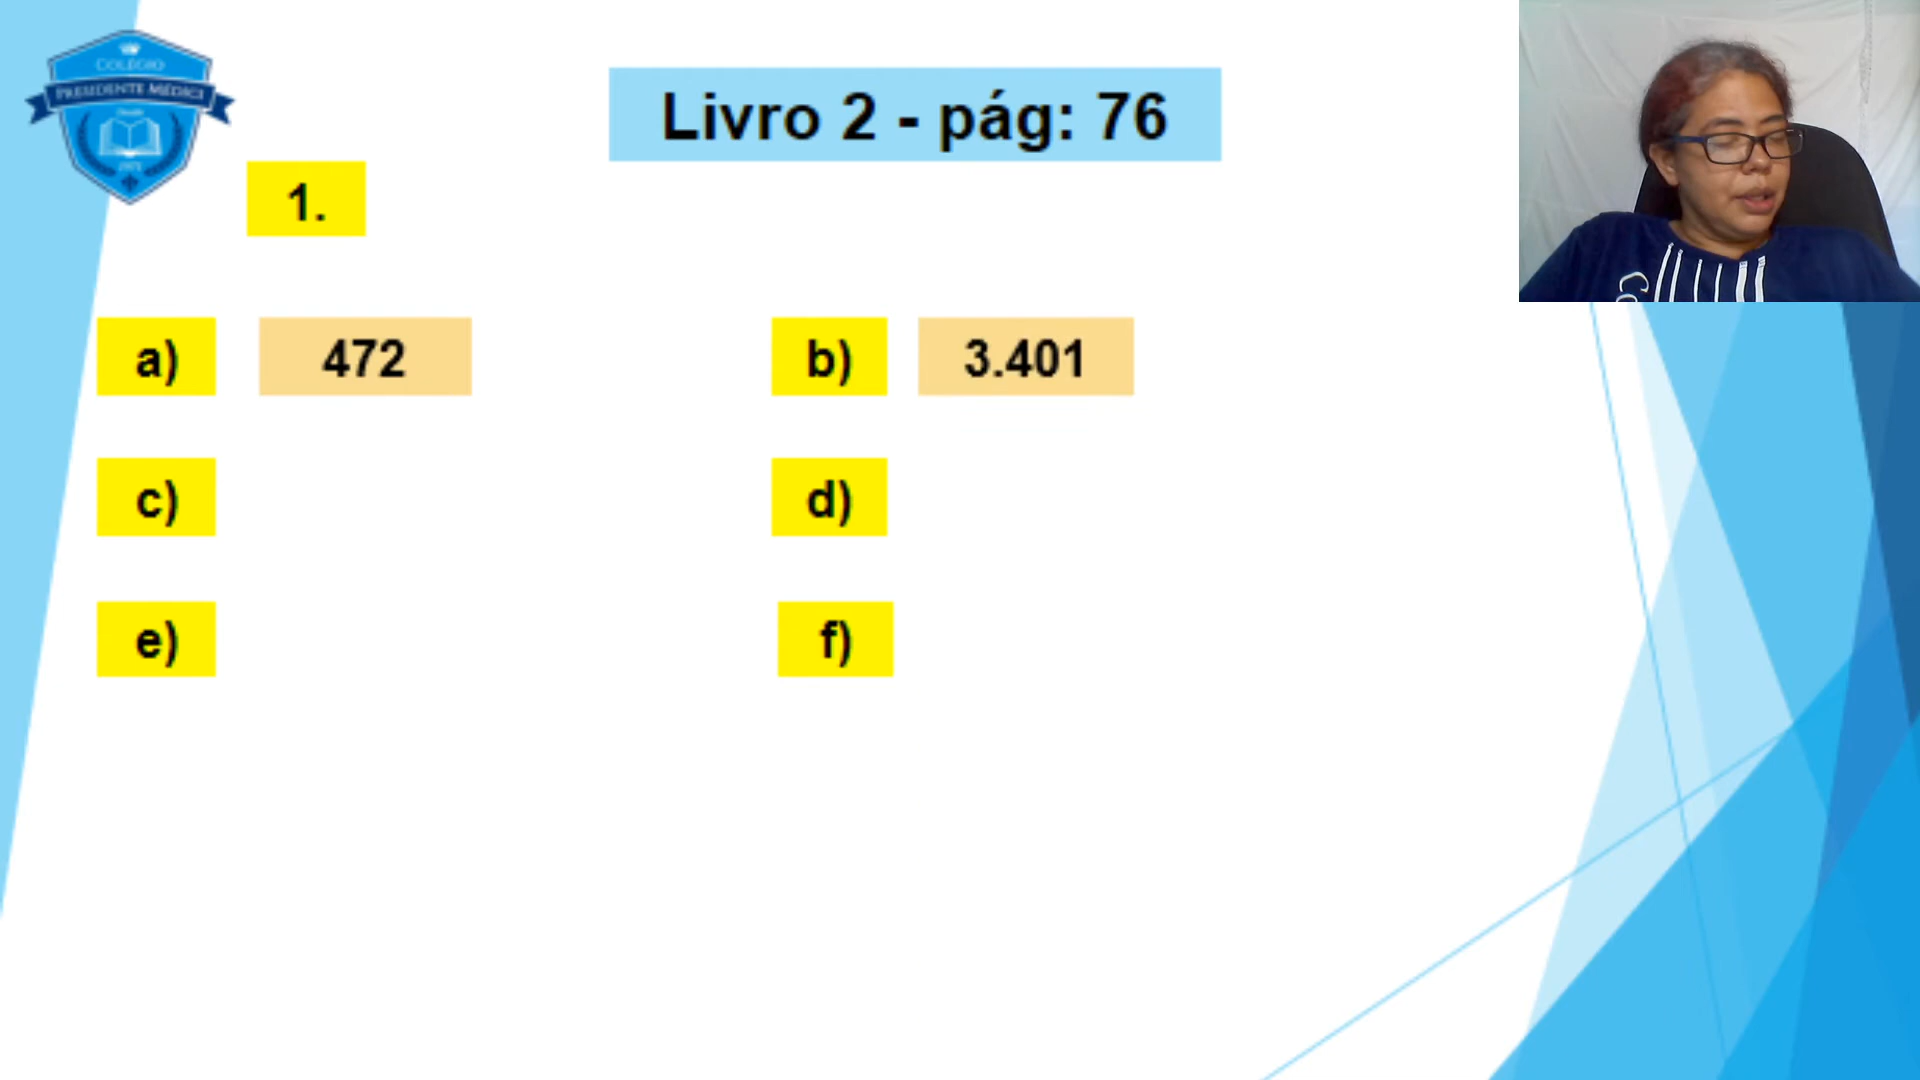 COLÉGIO
PRESIDENTE MÉDICI
Livro 2 - pág: 76
1.
a) 472 b) 3.401
c) d)
e) f)